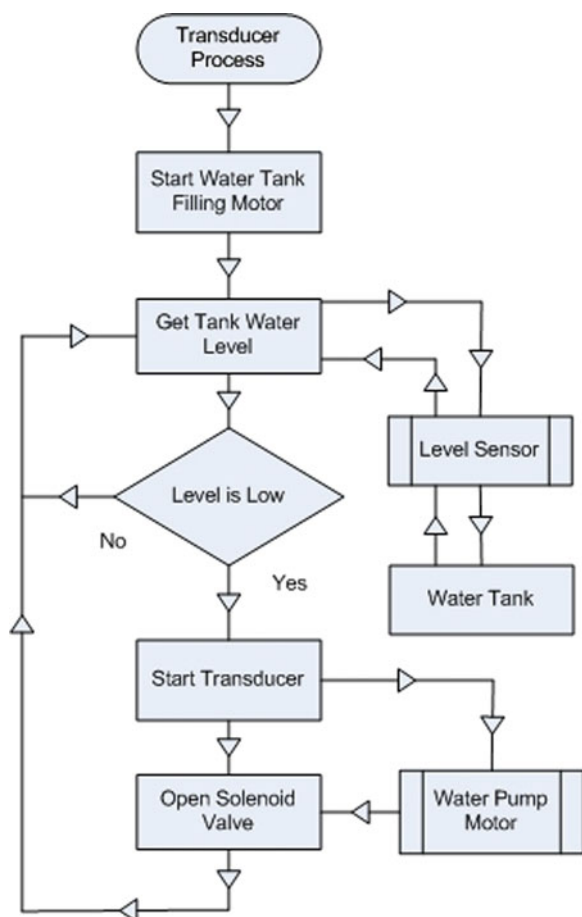 Transducer
Process
Start Water Tank
Filling Motor
Get Tank Water
Level
Level Sensor
Level is Low
No
Yes
Water Tank
Start Transducer
Open Solenoid
Valve
Water Pump
Motor